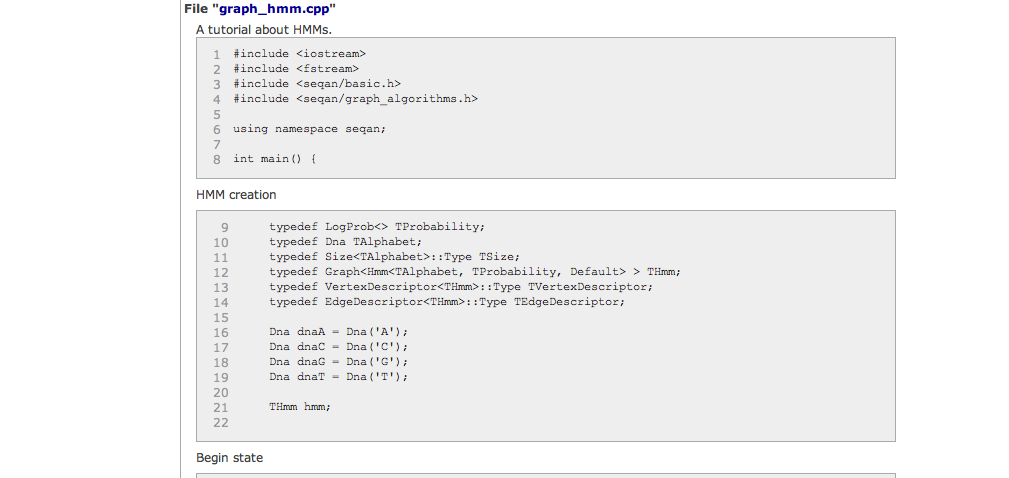 File "graph_hmm.cpp"
A tutorial about HMMs.
1 #include <iostream>
2 #include <fstream>
3 #include <seqan/basic.h>
4 #include <seqan/graph_algorithms.h>
5
6 using namespace seqan;
7
8 int main() {
HMM creation
9 typedef LogProb<> TProbability;
10 typedef Dna TAlphabet;
11 typedef Size<TAlphabet>::Type TSize;
12 typedef Graph<Hmm<TAlphabet, TProbability, Default> > THmm;
13 typedef VertexDescriptor<THmm>::Type TVertexDescriptor;
14 typedef EdgeDescriptor<THmm>::Type TEdgeDescriptor;
15
16 Dna dnaA = Dna('A');
17 Dna dnaC = Dna('C');
18 Dna dnaG = Dna('G');
19 Dna dnaT = Dna('T');
20
21 THmm hmm;
22
Begin state